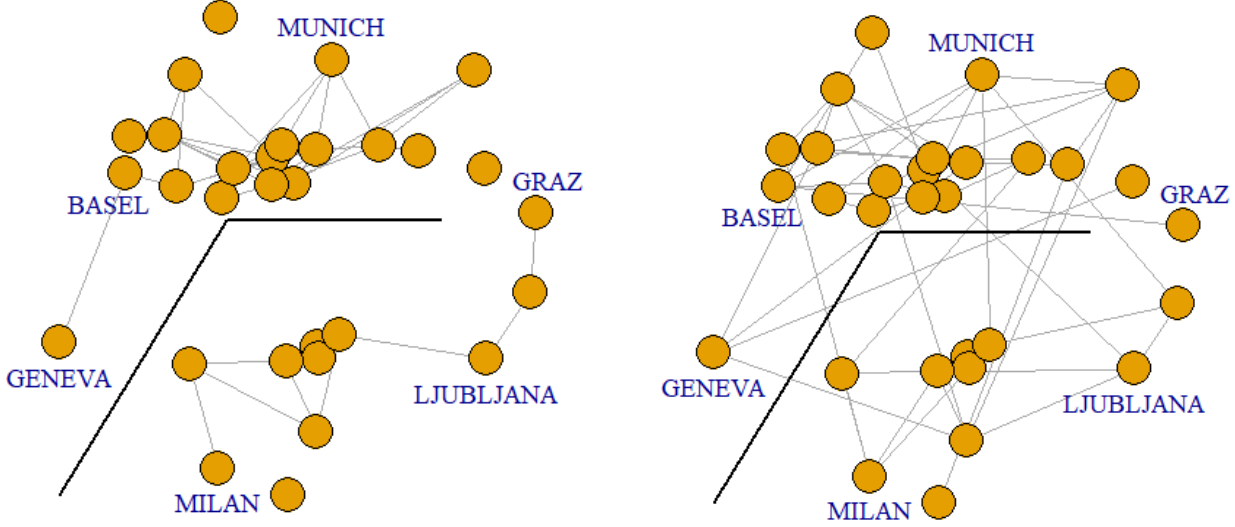 MUNICH
BASEL
GRAZ
GENEVA
LJUBLJANA
MILAN
MUNICH
BASEL
GRAZ
GENEVA
LJUBLJANA
MILAN